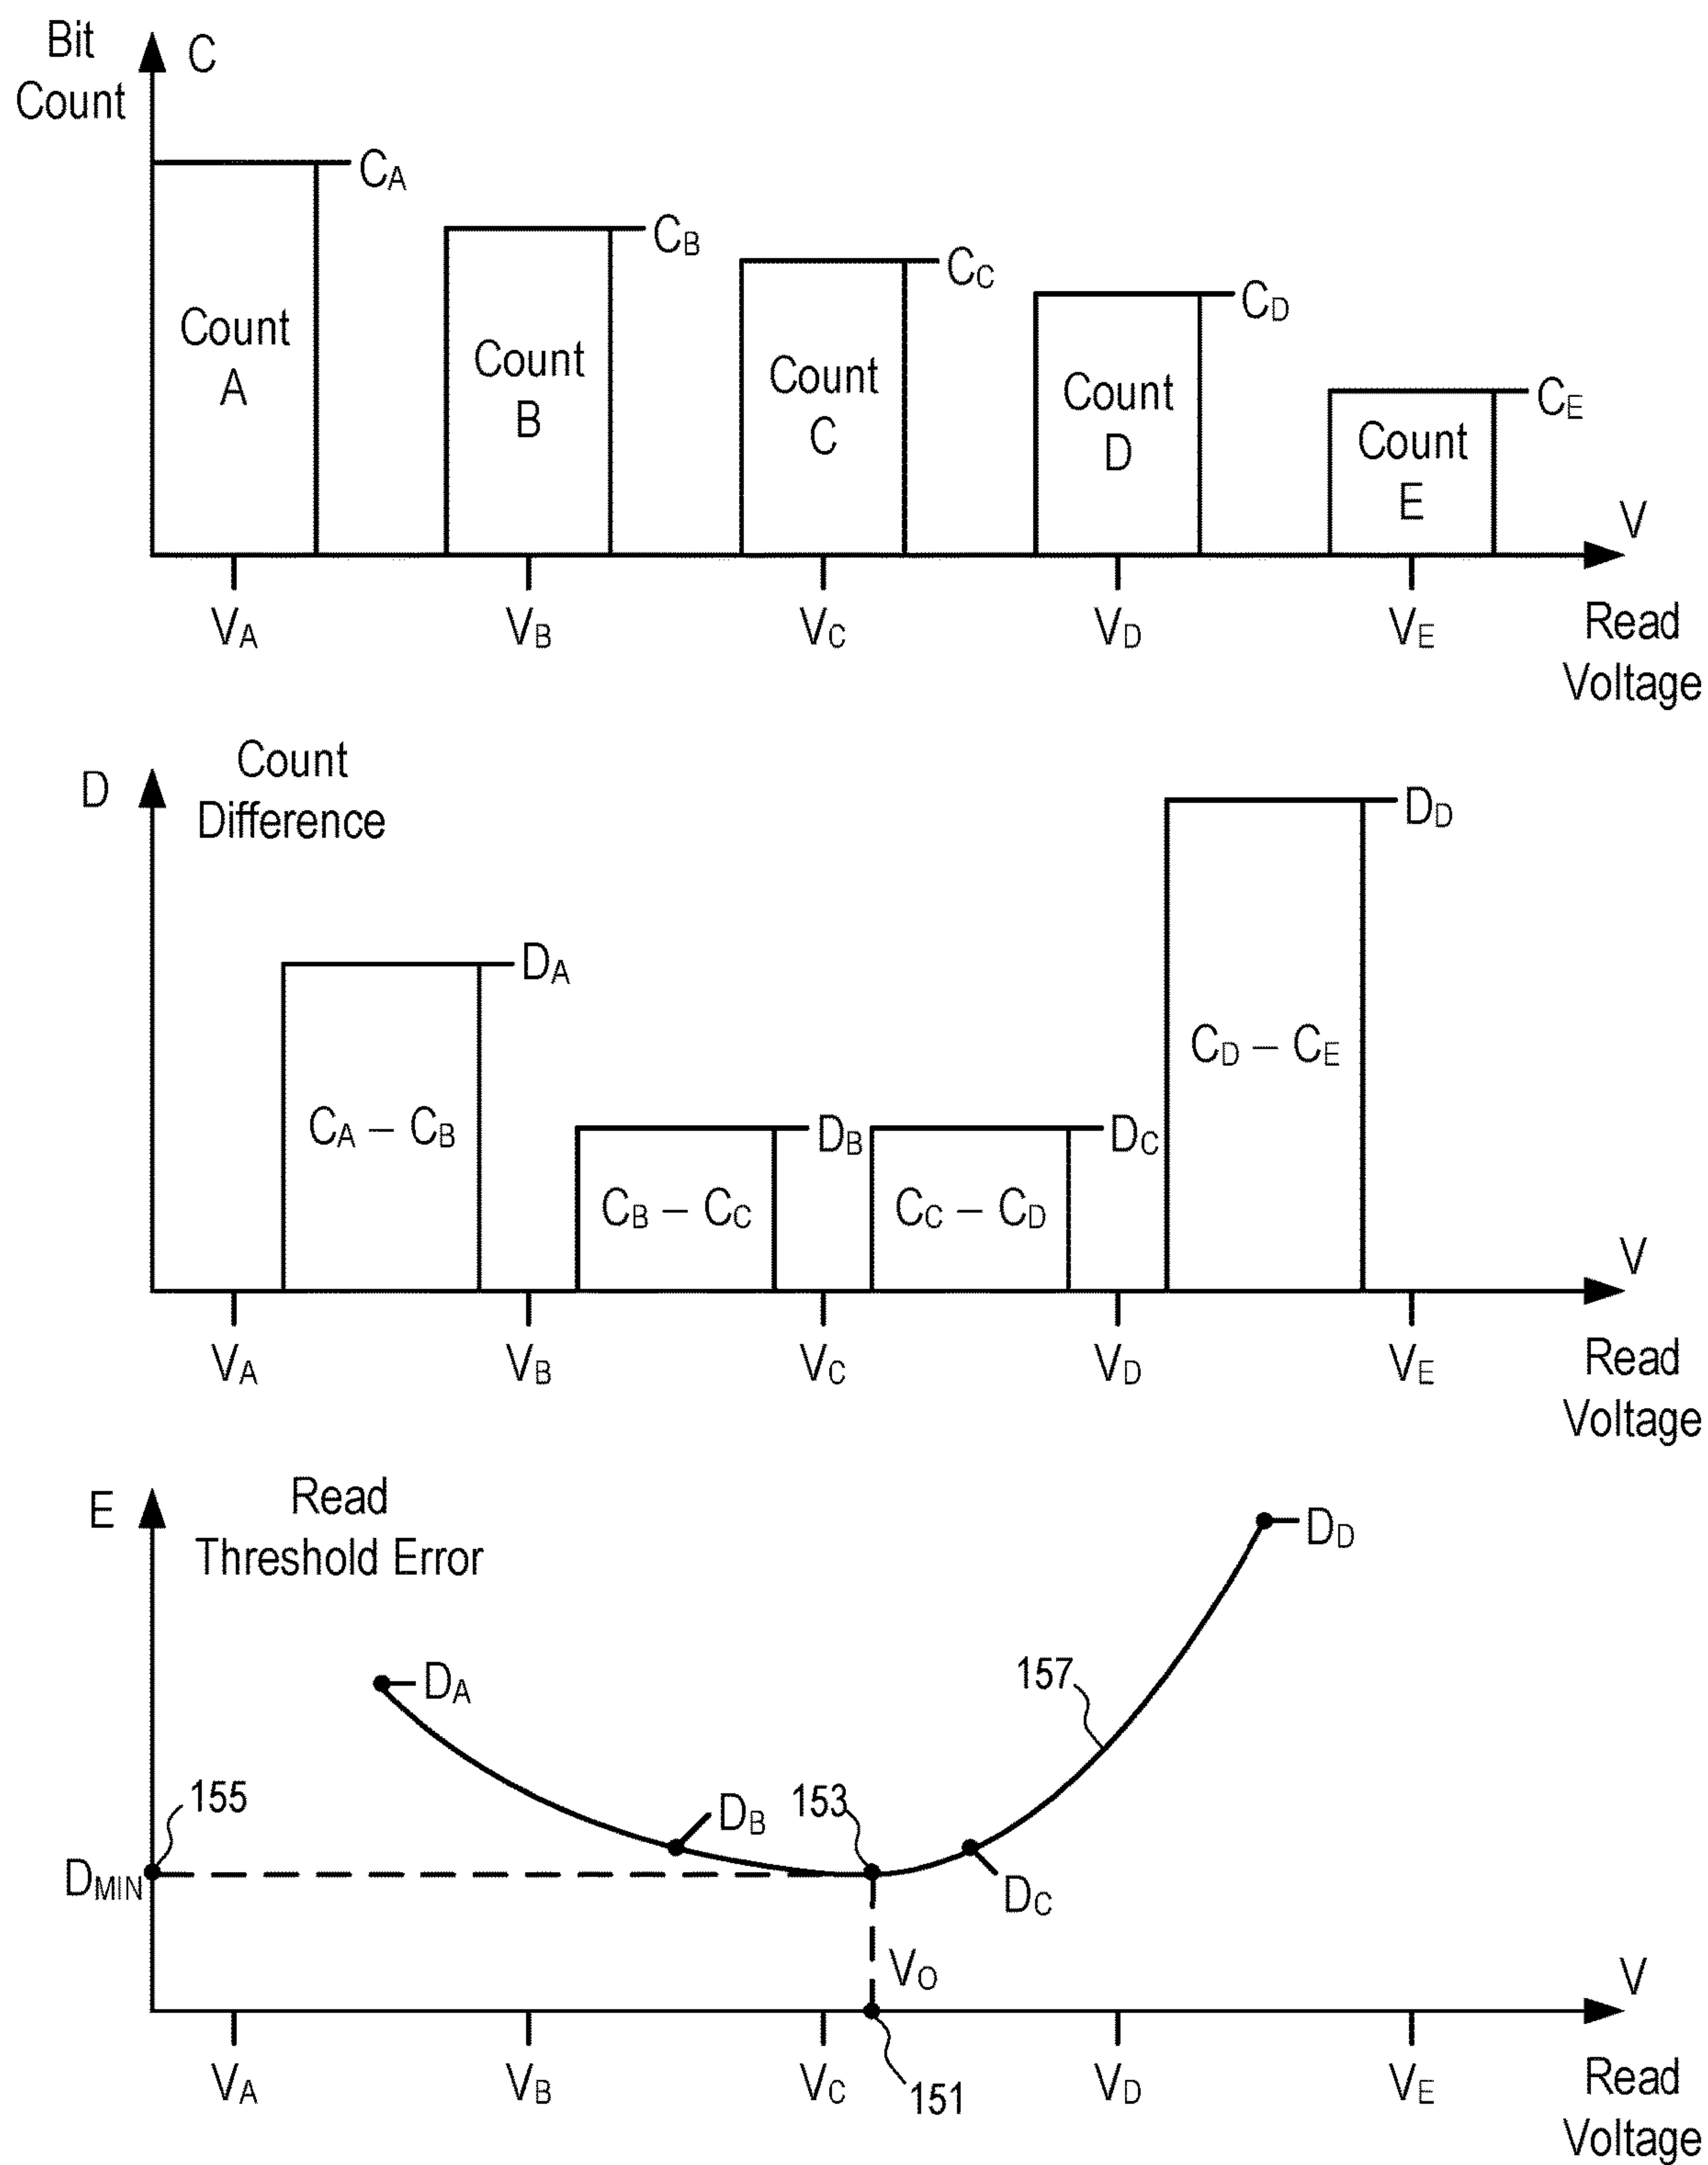 Bit
Count
C
CA
CB
CC
CD
CE
Count
A
Count
B
Count
C
Count
D
Count
E
V
VA
VB
VC
VD
VE
Read
Voltage
D
Count
Difference
DA
DB
DC
DD
CA – CB
CB – CC
CC – CD
CD – CE
V
VA
VB
VC
VD
VE
Read
Voltage
E
Read
Threshold Error
DD
DA
157
155
DB
153
DMIN
DC
VO
V
VA
VB
VC
151
VD
VE
Read
Voltage